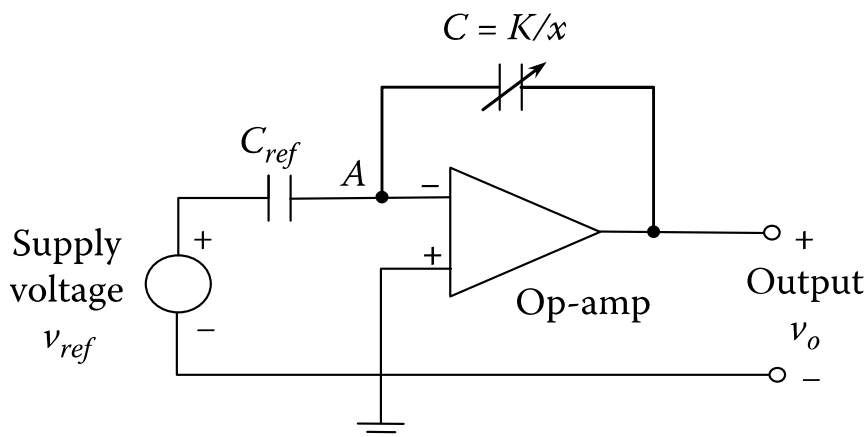 C = K/x
C_ref
A
−
+
+
−
Supply
voltage
v_ref
Op-amp
+
Output
v_o
−